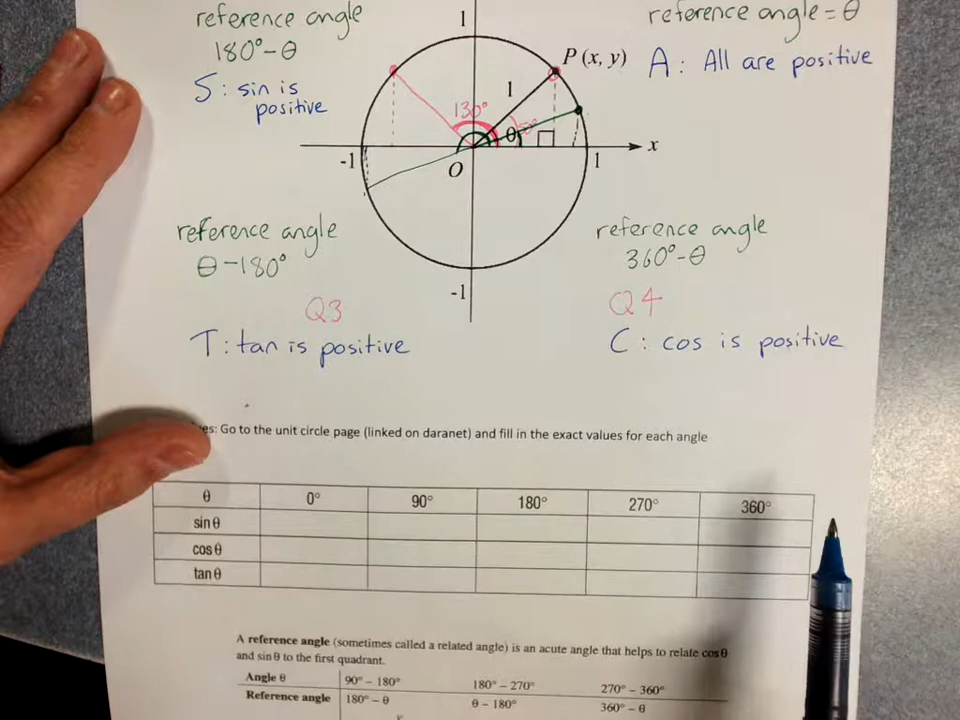 reference angle
180° - θ
S : sin is
positive
1
P (x, y)
reference angle = θ
A : All are positive
1
130°
θ
-1
O
1
x
reference angle
θ - 180°
Q3
T : tan is positive
-1
reference angle
360° - θ
Q4
C : cos is positive
es: Go to the unit circle page (linked on daranet) and fill in the exact values for each angle
θ 0° 90° 180° 270° 360°
sin θ
cos θ
tan θ
A reference angle (sometimes called a related angle) is an acute angle that helps to relate cos θ
and sin θ to the first quadrant.
Angle θ 90° – 180° 180° – 270° 270° – 360°
Reference angle 180° – θ θ – 180° 360° – θ
y